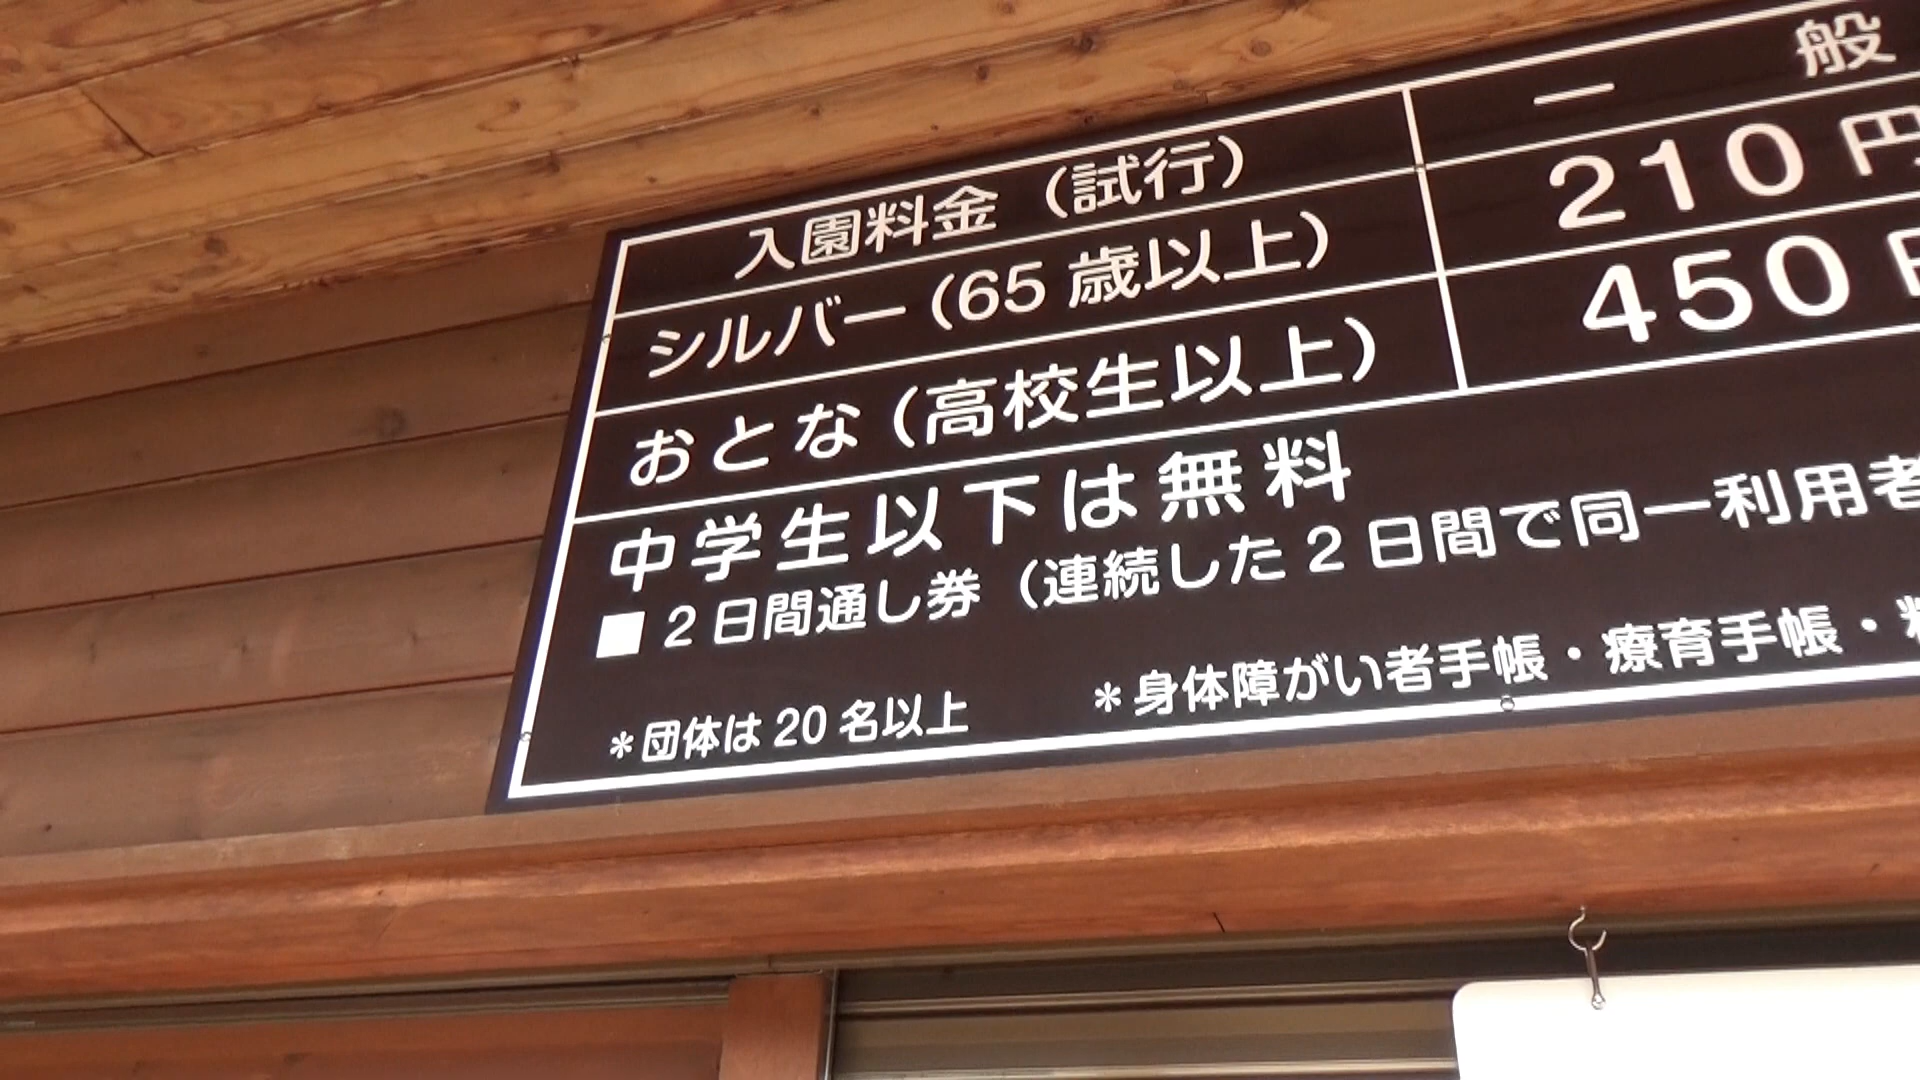 入園料金（試行） 一般
シルバー（65歳以上） 210円
おとな（高校生以上） 450円
中学生以下は無料
■２日間通し券（連続した２日間で同一利用者
＊団体は20名以上 ＊身体障がい者手帳・療育手帳・